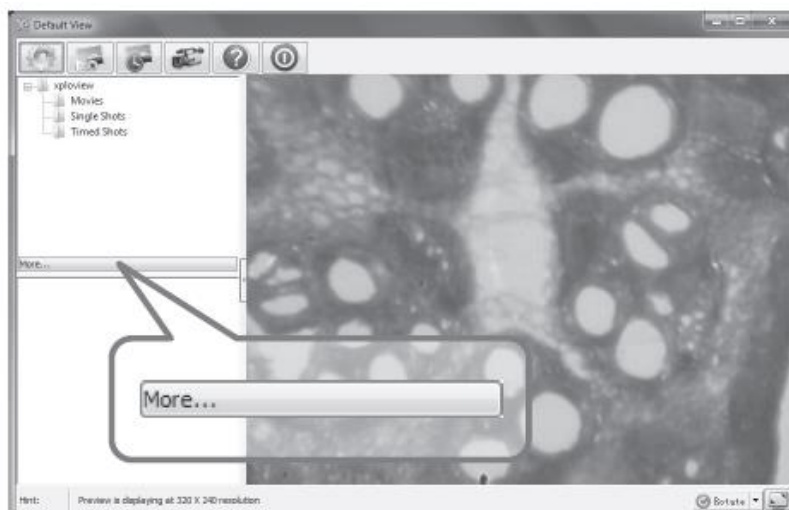 Default View
xploview
Movies
Single Shots
Timed Shots
More...
More...
Hint: Preview is displaying at 320 X 240 resolution
Rotate